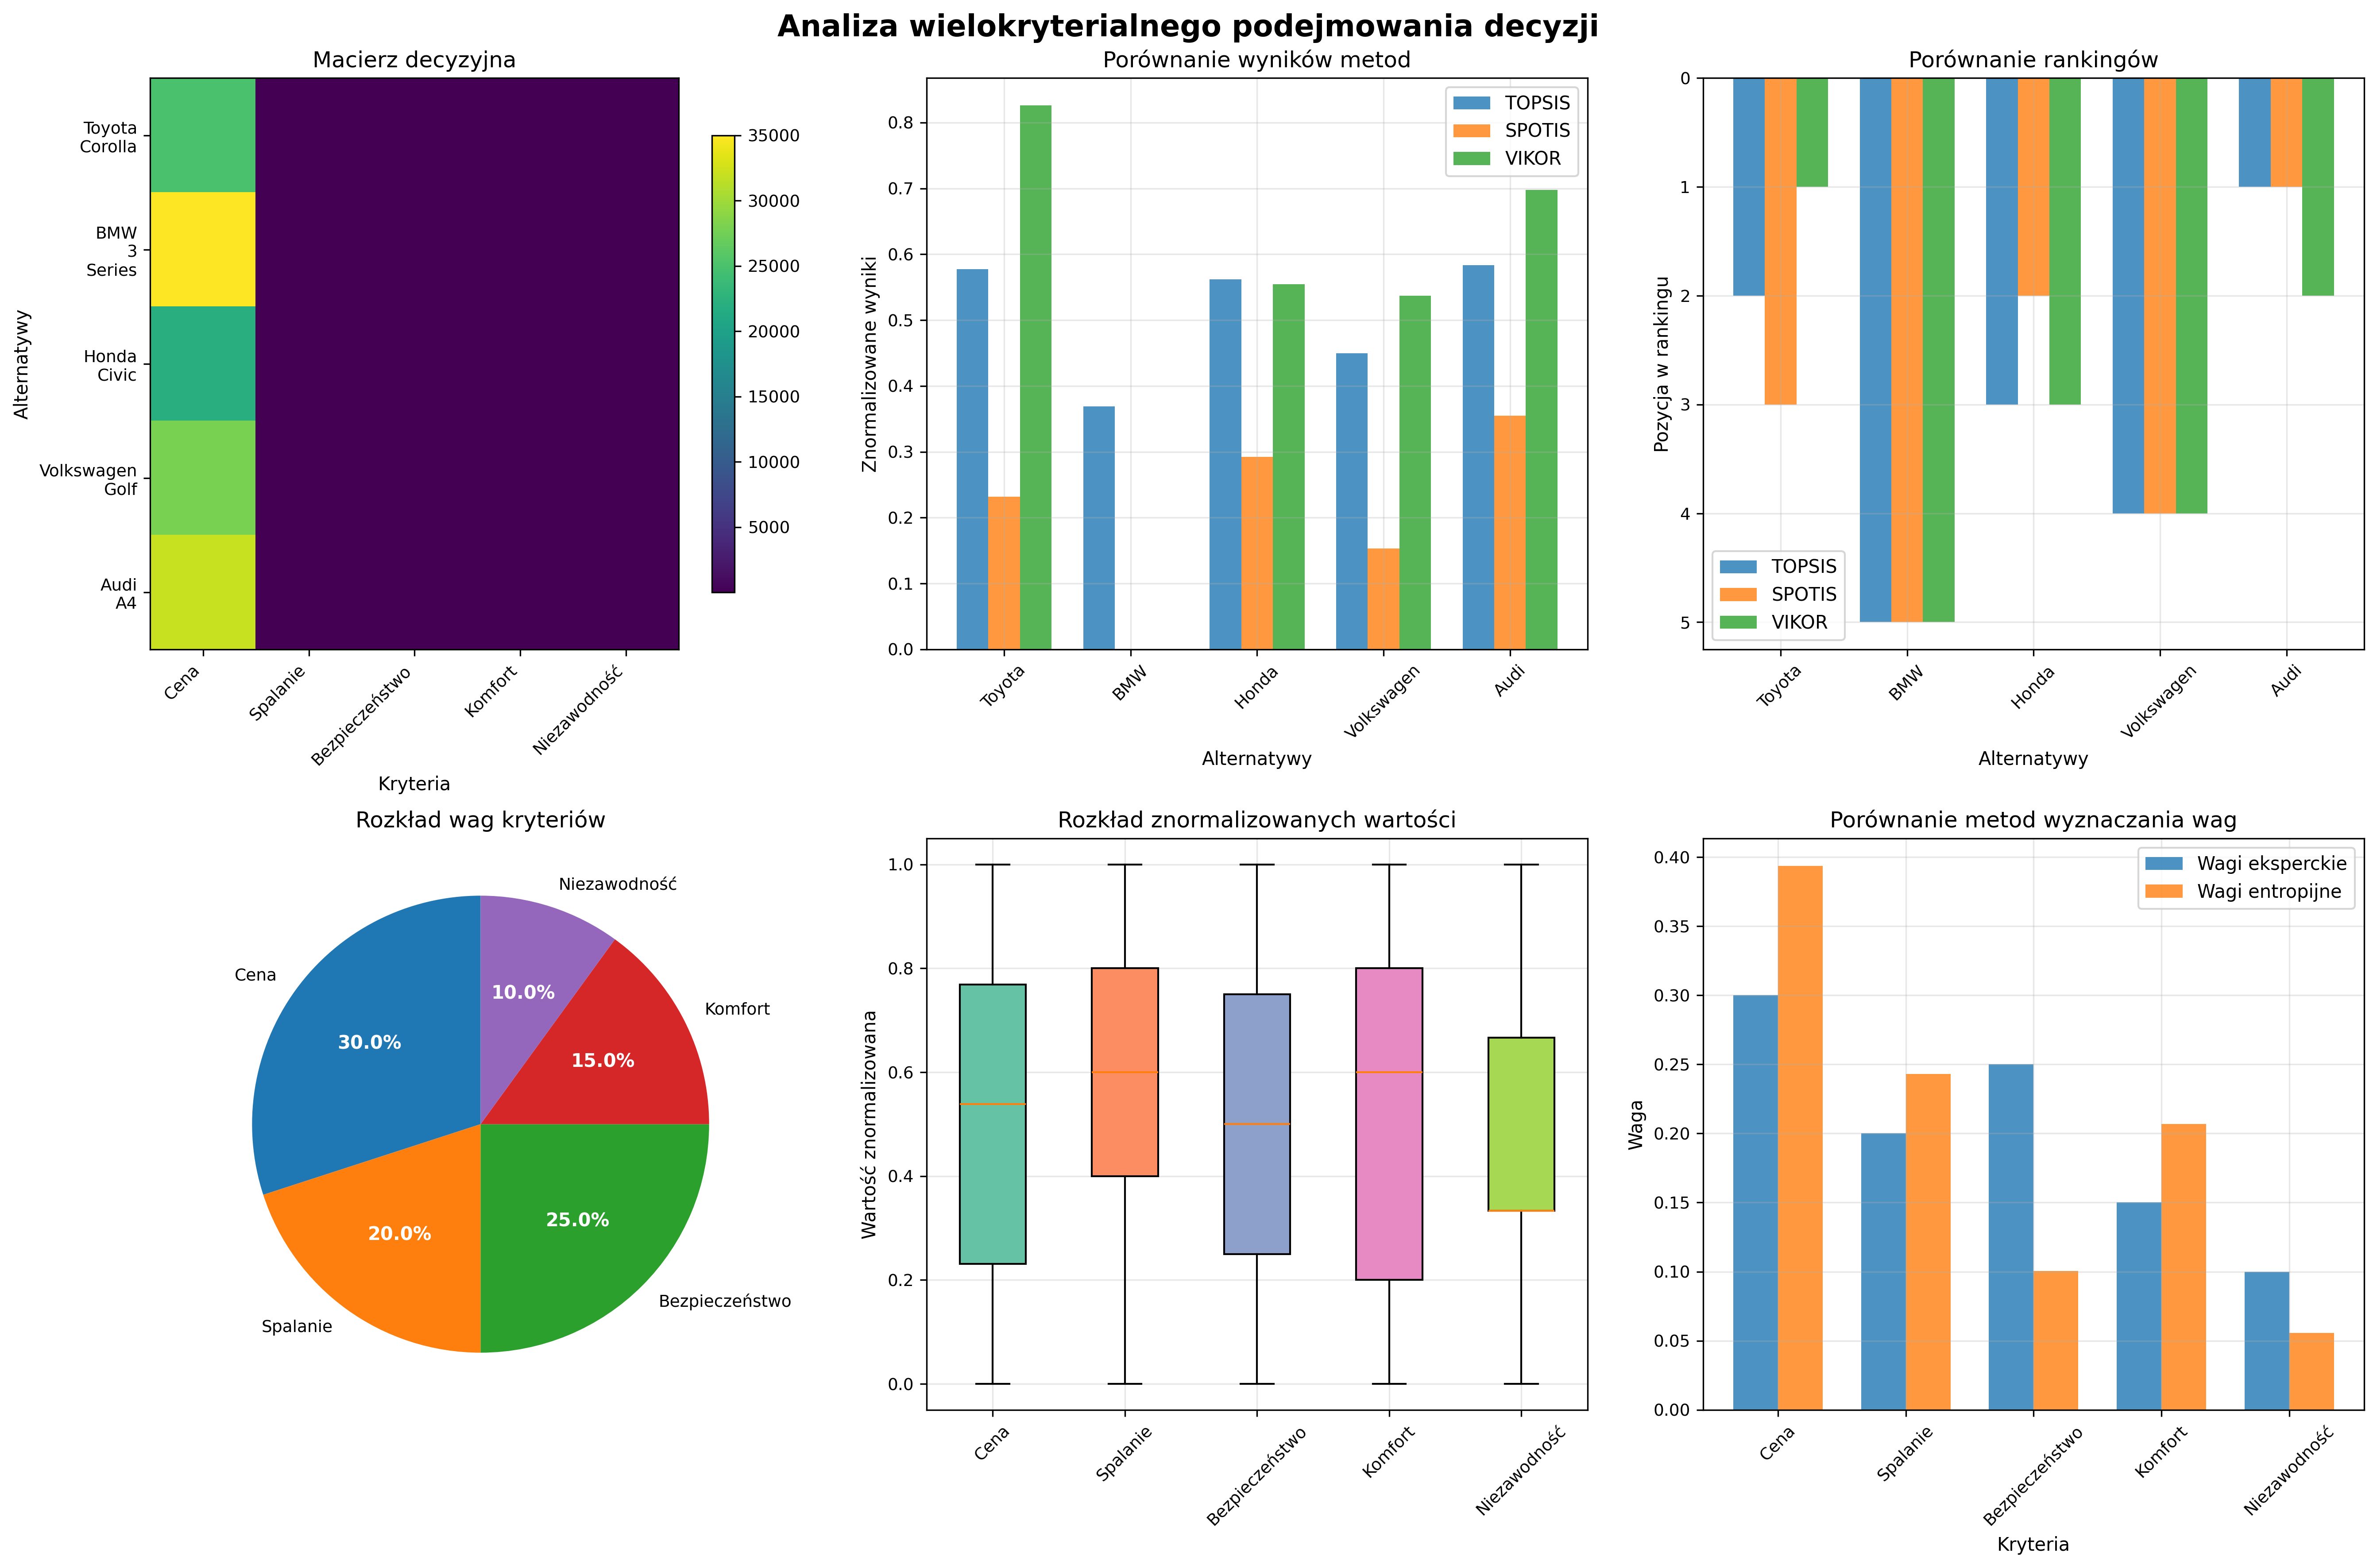 Analiza wielokryterialnego podejmowania decyzji
Macierz decyzyjna
Alternatywy
Toyota
Corolla
BMW
3
Series
Honda
Civic
Volkswagen
Golf
Audi
A4
Cena
Spalanie
Bezpieczeństwo
Komfort
Niezawodność
Kryteria
35000
30000
25000
20000
15000
10000
5000
Porównanie wyników metod
Znormalizowane wyniki
0.8
0.7
0.6
0.5
0.4
0.3
0.2
0.1
0.0
TOPSIS
SPOTIS
VIKOR
Toyota
BMW
Honda
Volkswagen
Audi
Alternatywy
Porównanie rankingów
Pozycja w rankingu
0
1
2
3
4
5
TOPSIS
SPOTIS
VIKOR
Toyota
BMW
Honda
Volkswagen
Audi
Alternatywy
Rozkład wag kryteriów
Niezawodność
Cena
Komfort
10.0%
30.0%
15.0%
20.0%
25.0%
Bezpieczeństwo
Spalanie
Rozkład znormalizowanych wartości
Wartość znormalizowana
1.0
0.8
0.6
0.4
0.2
0.0
Cena
Spalanie
Bezpieczeństwo
Komfort
Niezawodność
Porównanie metod wyznaczania wag
Waga
0.40
0.35
0.30
0.25
0.20
0.15
0.10
0.05
0.00
Wagi eksperckie
Wagi entropijne
Cena
Spalanie
Bezpieczeństwo
Komfort
Niezawodność
Kryteria